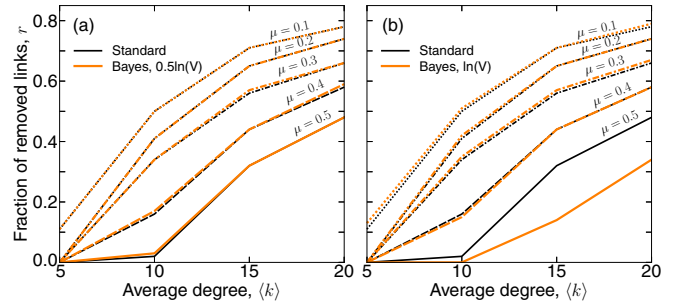 Fraction of removed links, r
0.8
0.6
0.4
0.2
0.0
(a)
Standard
Bayes, 0.5ln(V)
μ = 0.1
μ = 0.2
μ = 0.3
μ = 0.4
μ = 0.5
5
10
15
20
Average degree, ⟨k⟩
(b)
Standard
Bayes, ln(V)
μ = 0.1
μ = 0.2
μ = 0.3
μ = 0.4
μ = 0.5
5
10
15
20
Average degree, ⟨k⟩